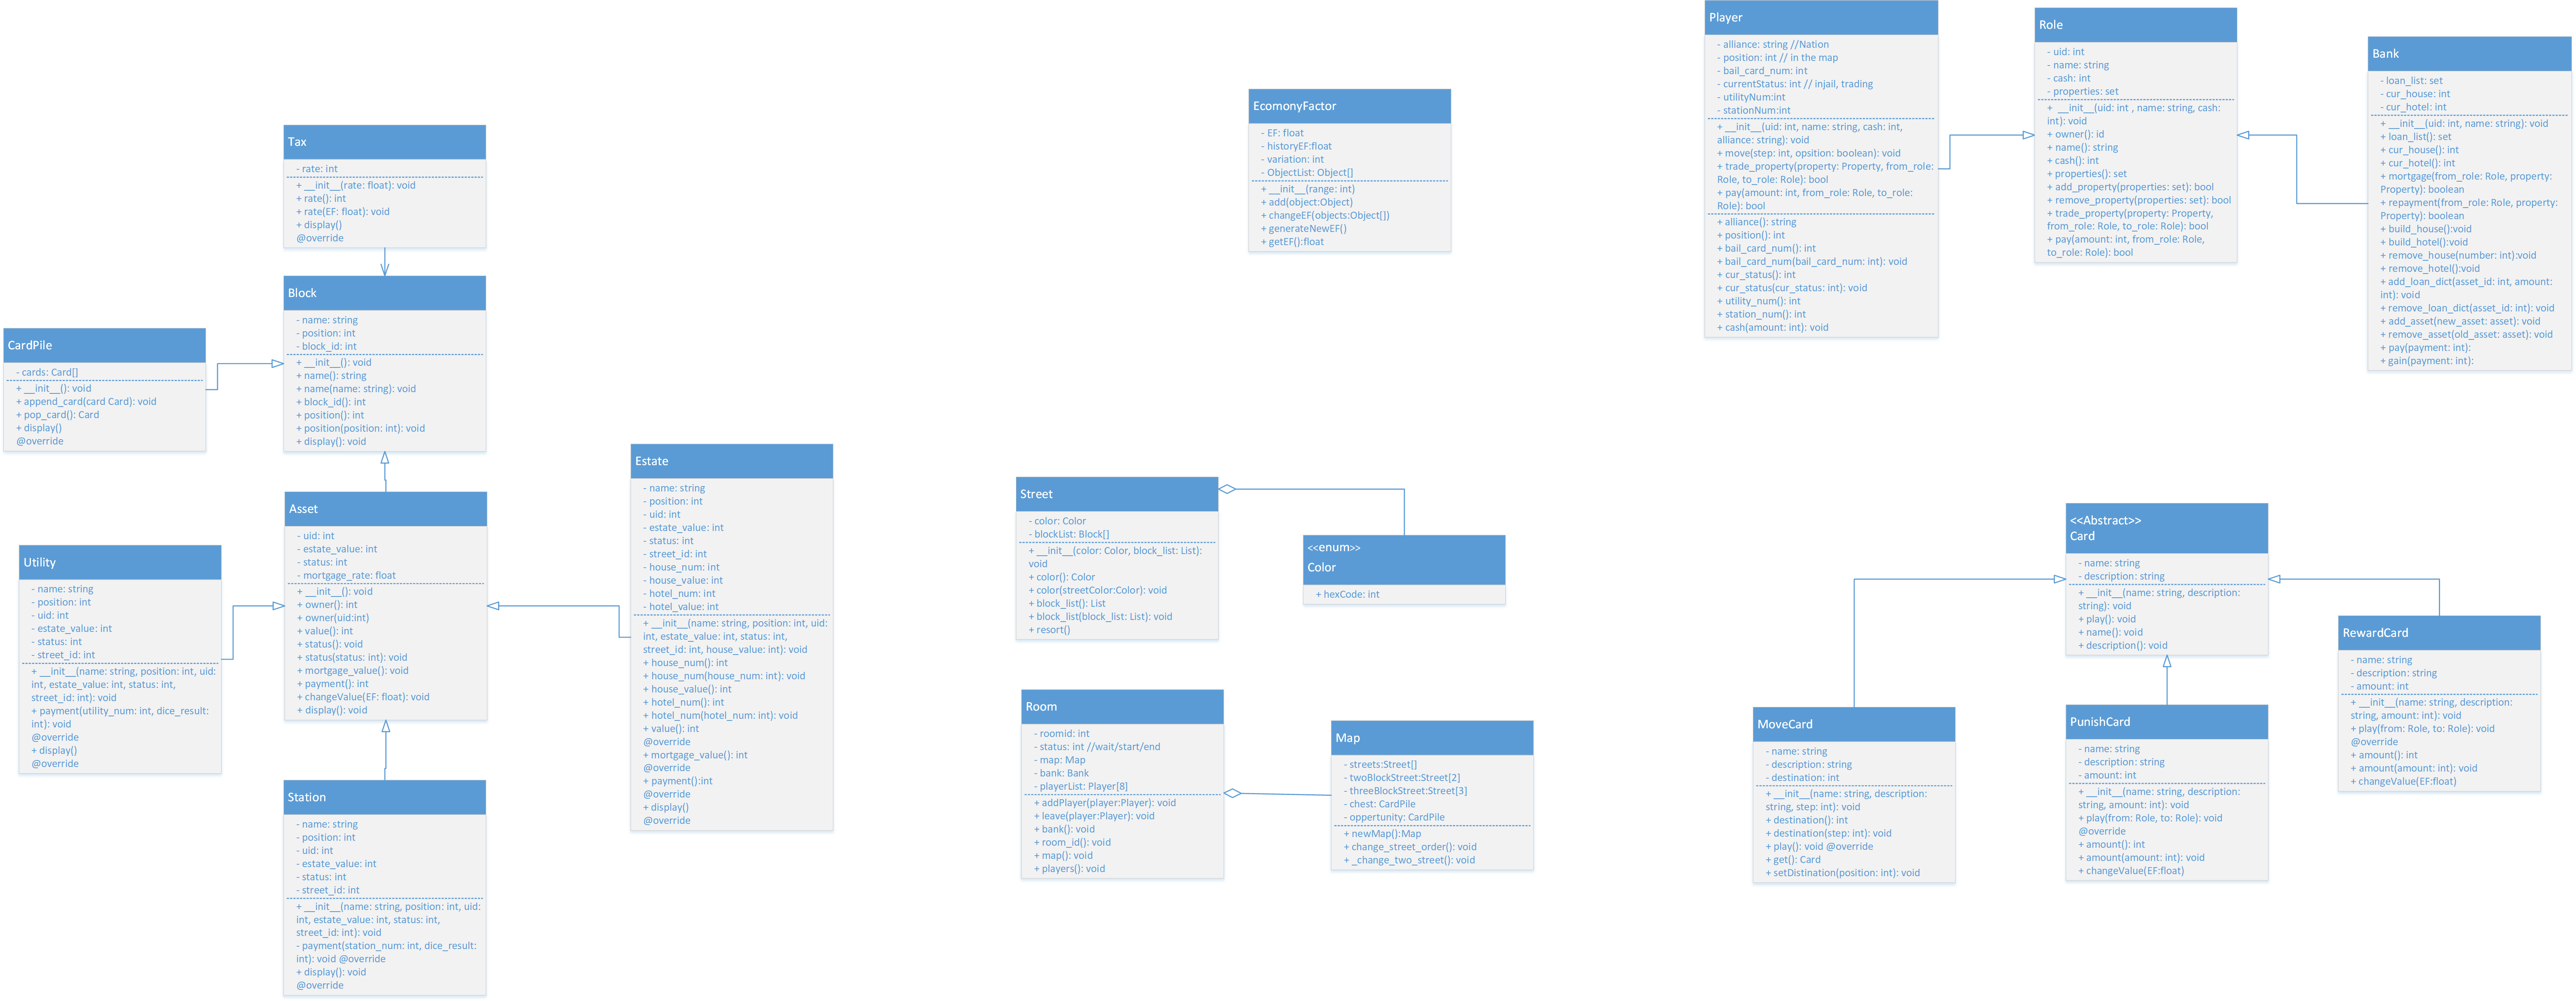 Tax
- rate: int
+ __init__(rate: float): void
+ rate(): int
+ rate(EF: float): void
+ display()
@override
Block
- name: string
- position: int
- block_id: int
+ __init__(): void
+ name(): string
+ name(name: string): void
+ block_id(): int
+ position(): int
+ position(position: int): void
+ display(): void
CardPile
- cards: Card[]
+ __init__(): void
+ append_card(card Card): void
+ pop_card(): Card
+ display()
@override
Asset
- uid: int
- estate_value: int
- status: int
- mortgage_rate: float
+ __init__(): void
+ owner(): int
+ owner(uid:int)
+ value(): int
+ status(): void
+ status(status: int): void
+ mortgage_value(): void
+ payment(): int
+ changeValue(EF: float): void
+ display(): void
Utility
- name: string
- position: int
- uid: int
- estate_value: int
- status: int
- street_id: int
+ __init__(name: string, position: int, uid:
int, estate_value: int, status: int,
street_id: int): void
+ payment(utility_num: int, dice_result:
int): void
@override
+ display()
@override
Station
- name: string
- position: int
- uid: int
- estate_value: int
- status: int
- street_id: int
+ __init__(name: string, position: int, uid:
int, estate_value: int, status: int,
street_id: int): void
- payment(station_num: int, dice_result:
int): void @override
+ display(): void
@override
Estate
- name: string
- position: int
- uid: int
- estate_value: int
- status: int
- street_id: int
- house_num: int
- house_value: int
- hotel_num: int
- hotel_value: int
+ __init__(name: string, position: int, uid:
int, estate_value: int, status: int,
street_id: int, house_value: int): void
+ house_num(): int
+ house_num(house_num: int): void
+ house_value(): int
+ hotel_num(): int
+ hotel_num(hotel_num: int): void
+ value(): int
@override
+ mortgage_value(): int
@override
+ payment():int
@override
+ display()
@override
EcomonyFactor
- EF: float
- historyEF:float
- variation: int
- ObjectList: Object[]
+ __init__(range: int)
+ add(object:Object)
+ changeEF(objects:Object[])
+ generateNewEF()
+ getEF():float
Street
- color: Color
- blockList: Block[]
+ __init__(color: Color, block_list: List):
void
+ color(): Color
+ color(streetColor:Color): void
+ block_list(): List
+ block_list(block_list: List): void
+ resort()
<<enum>>
Color
+ hexCode: int
Room
- roomid: int
- status: int //wait/start/end
- map: Map
- bank: Bank
- playerList: Player[8]
+ addPlayer(player:Player): void
+ leave(player:Player): void
+ bank(): void
+ room_id(): void
+ map(): void
+ players(): void
Map
- streets:Street[]
- twoBlockStreet:Street[2]
- threeBlockStreet:Street[3]
- chest: CardPile
- oppertunity: CardPile
+ newMap():Map
+ change_street_order(): void
+ _change_two_street(): void
Player
- alliance: string //Nation
- position: int // in the map
- bail_card_num: int
- currentStatus: int // injail, trading
- utilityNum:int
- stationNum:int
+ __init__(uid: int, name: string, cash: int,
alliance: string): void
+ move(step: int, opsition: boolean): void
+ trade_property(property: Property, from_role:
Role, to_role: Role): bool
+ pay(amount: int, from_role: Role, to_role:
Role): bool
+ alliance(): string
+ position(): int
+ bail_card_num(): int
+ bail_card_num(bail_card_num: int): void
+ cur_status(): int
+ cur_status(cur_status: int): void
+ utility_num(): int
+ station_num(): int
+ cash(amount: int): void
Role
- uid: int
- name: string
- cash: int
- properties: set
+ __init__(uid: int , name: string, cash:
int): void
+ owner(): id
+ name(): string
+ cash(): int
+ properties(): set
+ add_property(properties: set): bool
+ remove_property(properties: set): bool
+ trade_property(property: Property,
from_role: Role, to_role: Role): bool
+ pay(amount: int, from_role: Role,
to_role: Role): bool
Bank
- loan_list: set
- cur_house: int
- cur_hotel: int
+ __init__(uid: int, name: string): void
+ loan_list(): set
+ cur_house(): int
+ cur_hotel(): int
+ mortgage(from_role: Role, property:
Property): boolean
+ repayment(from_role: Role, property:
Property): boolean
+ build_house():void
+ build_hotel():void
+ remove_house(number: int):void
+ remove_hotel():void
+ add_loan_dict(asset_id: int, amount:
int): void
+ remove_loan_dict(asset_id: int): void
+ add_asset(new_asset: asset): void
+ remove_asset(old_asset: asset): void
+ pay(payment: int):
+ gain(payment: int):
<<Abstract>>
Card
- name: string
- description: string
+ __init__(name: string, description:
string): void
+ play(): void
+ name(): void
+ description(): void
MoveCard
- name: string
- description: string
- destination: int
+ __init__(name: string, description:
string, step: int): void
+ destination(): int
+ destination(step: int): void
+ play(): void @override
+ get(): Card
+ setDistination(position: int): void
PunishCard
- name: string
- description: string
- amount: int
+ __init__(name: string, description:
string, amount: int): void
+ play(from: Role, to: Role): void
@override
+ amount(): int
+ amount(amount: int): void
+ changeValue(EF:float)
RewardCard
- name: string
- description: string
- amount: int
+ __init__(name: string, description:
string, amount: int): void
+ play(from: Role, to: Role): void
@override
+ amount(): int
+ amount(amount: int): void
+ changeValue(EF:float)